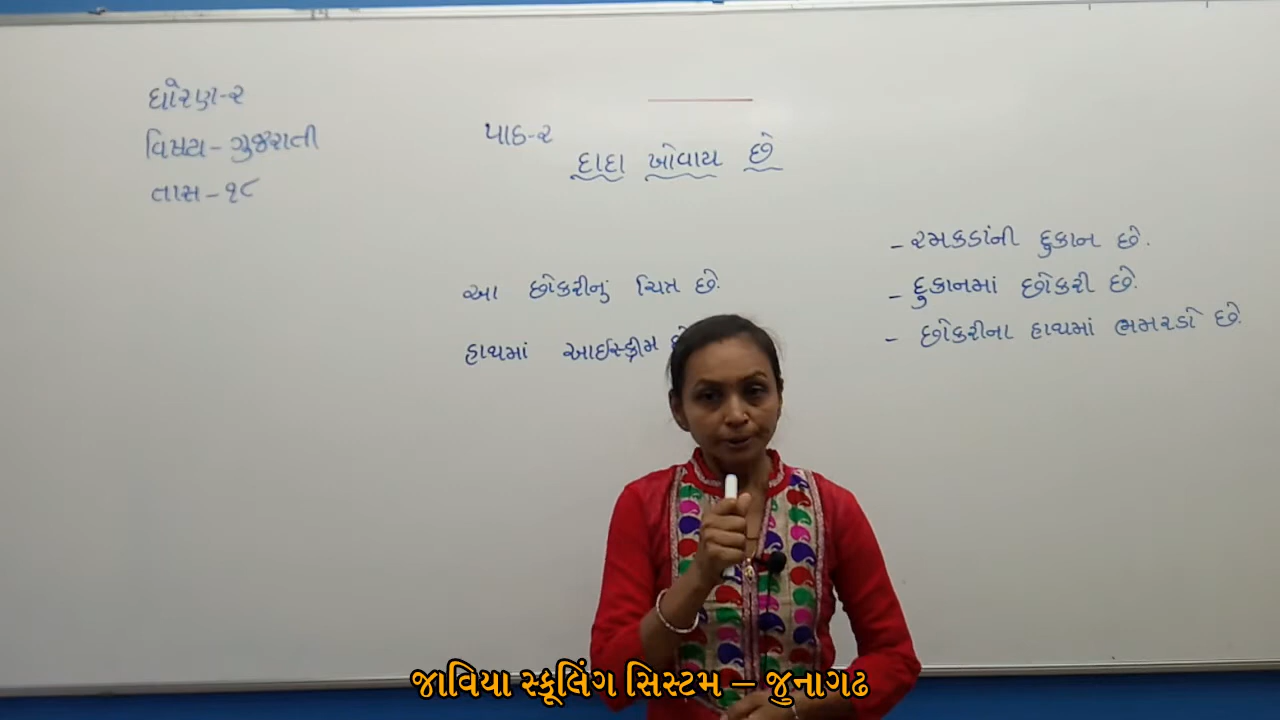 ધોરણ-૨
વિષય - ગુજરાતી
તાસ - ૧૮
પાઠ-૨
દાદા ખોવાય છે
આ છોકરીનું ચિત્ર છે.
હાથમાં આઈસ્ક્રીમ છે
- રમકડાંની દુકાન છે.
- દુકાનમાં છોકરી છે.
- છોકરીના હાથમાં ભમરડો છે.
જાવિયા સ્કૂલિંગ સિસ્ટમ – જુનાગઢ